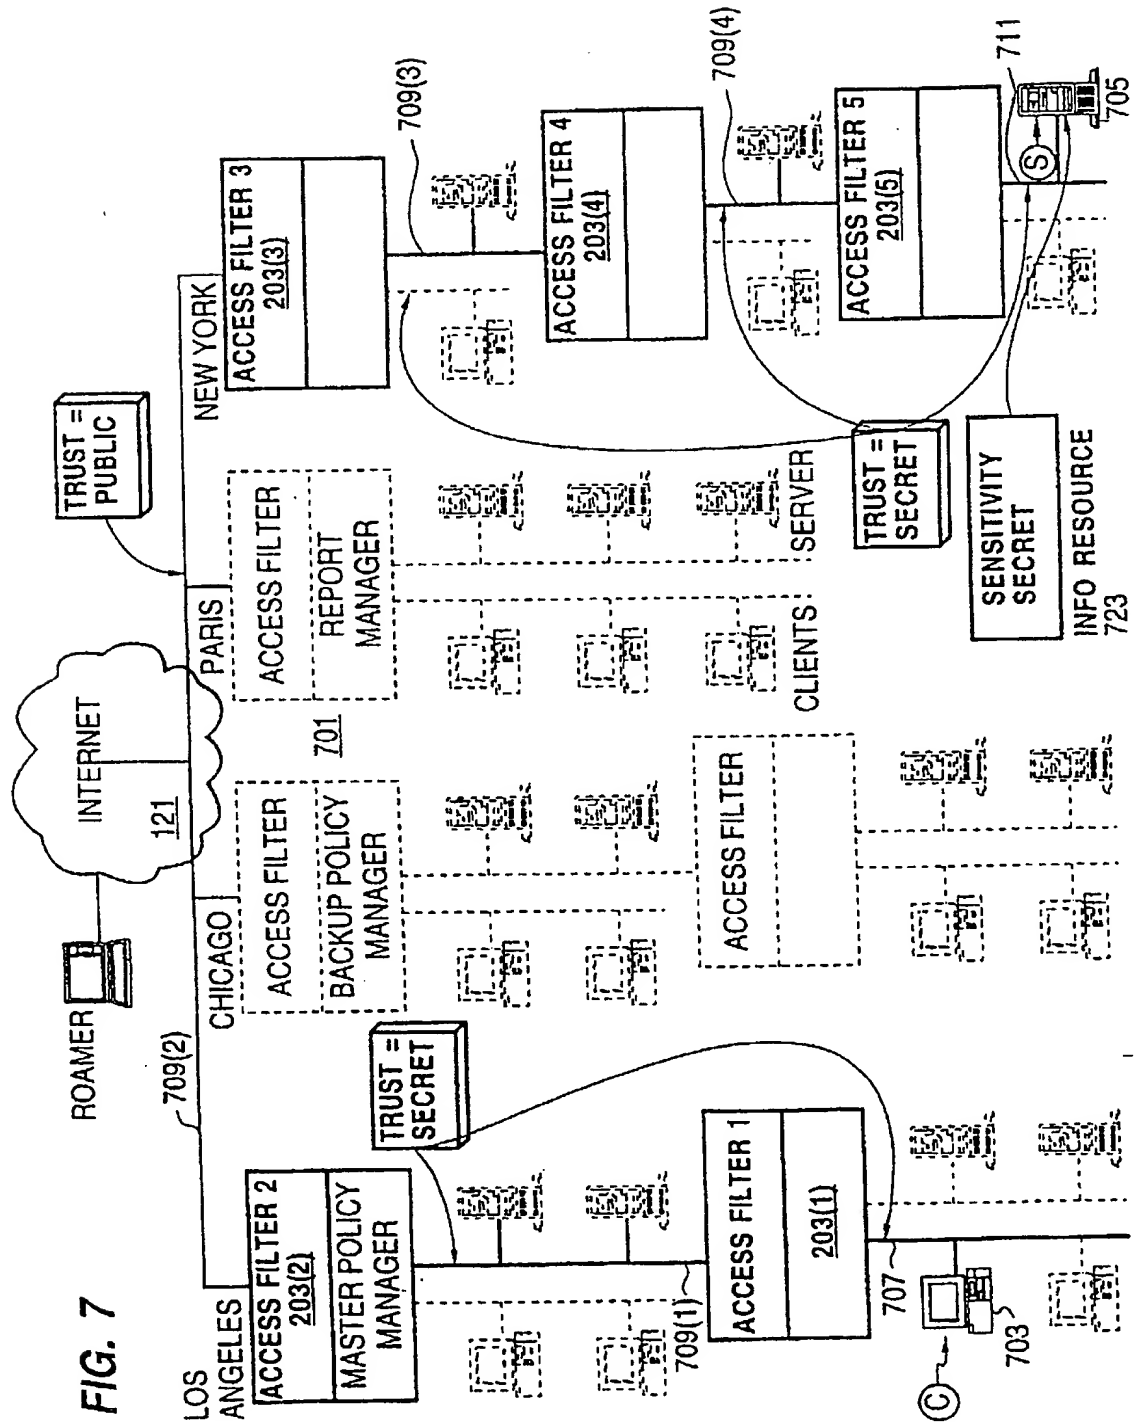 FIG. 7
ROAMER
INTERNET
121
709(2)
TRUST =
PUBLIC
LOS
ANGELES
CHICAGO
PARIS
NEW YORK
ACCESS FILTER 2
203(2)
MASTER POLICY
MANAGER
ACCESS FILTER
BACKUP POLICY
MANAGER
701
ACCESS FILTER
REPORT
MANAGER
ACCESS FILTER 3
203(3)
709(3)
TRUST =
SECRET
709(1)
ACCESS FILTER 1
203(1)
707
C
703
ACCESS FILTER
CLIENTS
SERVER
ACCESS FILTER 4
203(4)
709(4)
TRUST =
SECRET
ACCESS FILTER 5
203(5)
711
S
705
SENSITIVITY
SECRET
INFO RESOURCE
723